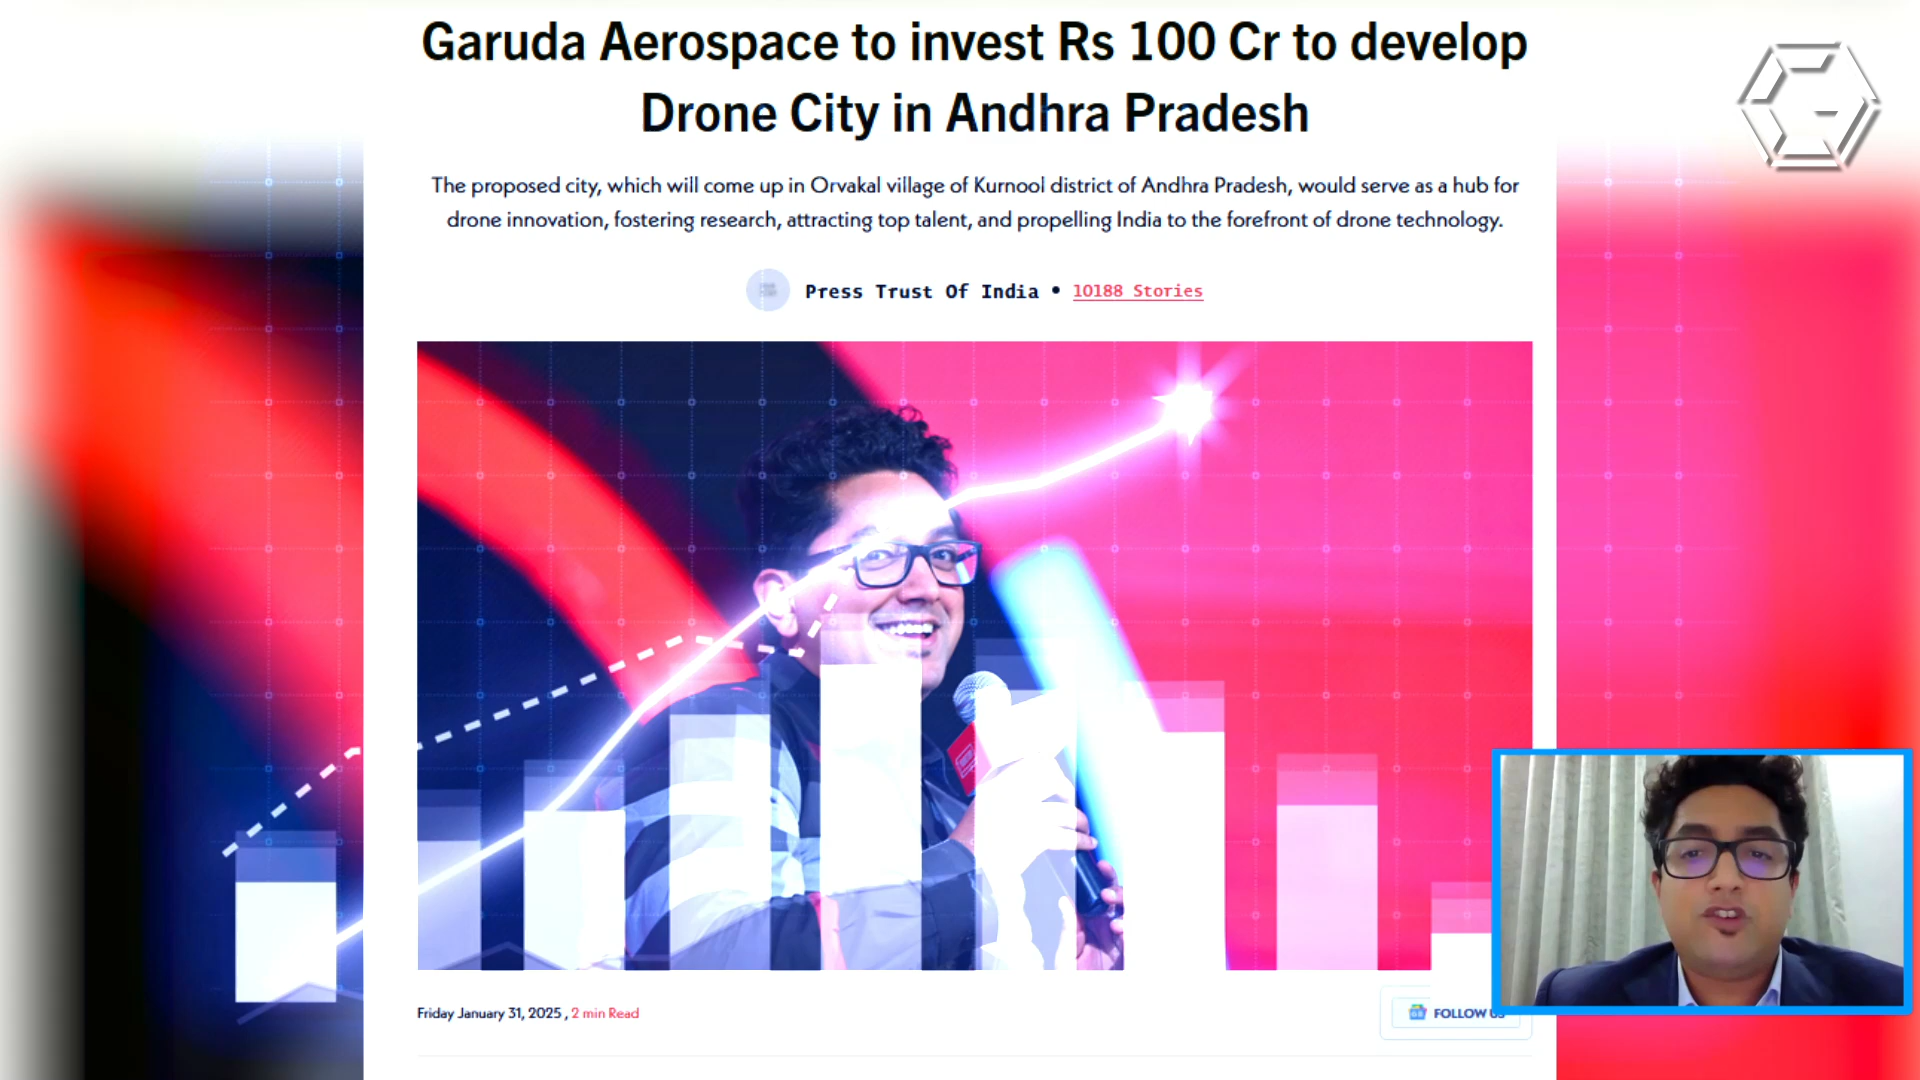 Garuda Aerospace to invest Rs 100 Cr to develop
Drone City in Andhra Pradesh
The proposed city, which will come up in Orvakal village of Kurnool district of Andhra Pradesh, would serve as a hub for
drone innovation, fostering research, attracting top talent, and propelling India to the forefront of drone technology.
Press Trust Of India • 10188 Stories
Friday January 31, 2025 , 2 min Read
FOLLOW US